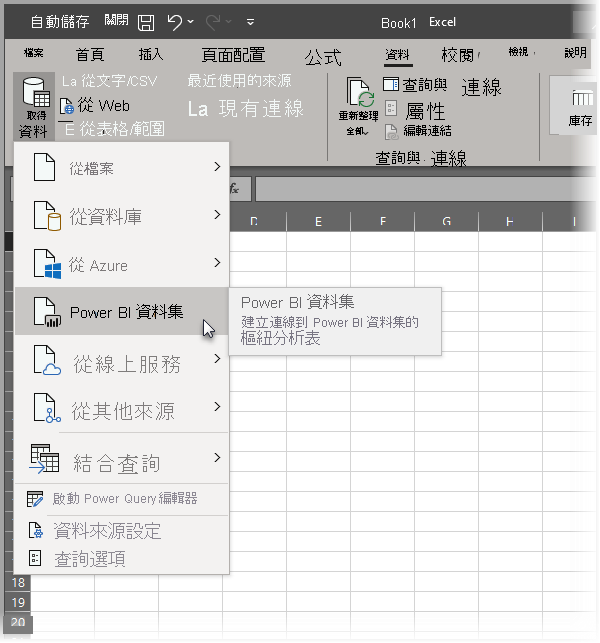 自動儲存 關閉 Book1 Excel
檔案 首頁 插入 頁面配置 公式 資料 校閱 檢視 說明
取得
資料
La 從文字/CSV
從 Web
E 從表格/範圍
最近使用的來源
La 現有連線
重新整理
全部
查詢與 連線
屬性
編輯連結
查詢與 連線
庫存
fx
D E F G H I
從檔案
從資料庫
從 Azure
Power BI 資料集
從線上服務
從其他來源
結合查詢
啟動 Power Query 編輯器
資料來源設定
查詢選項
Power BI 資料集
建立連線到 Power BI 資料集的
樞紐分析表
18
19
20